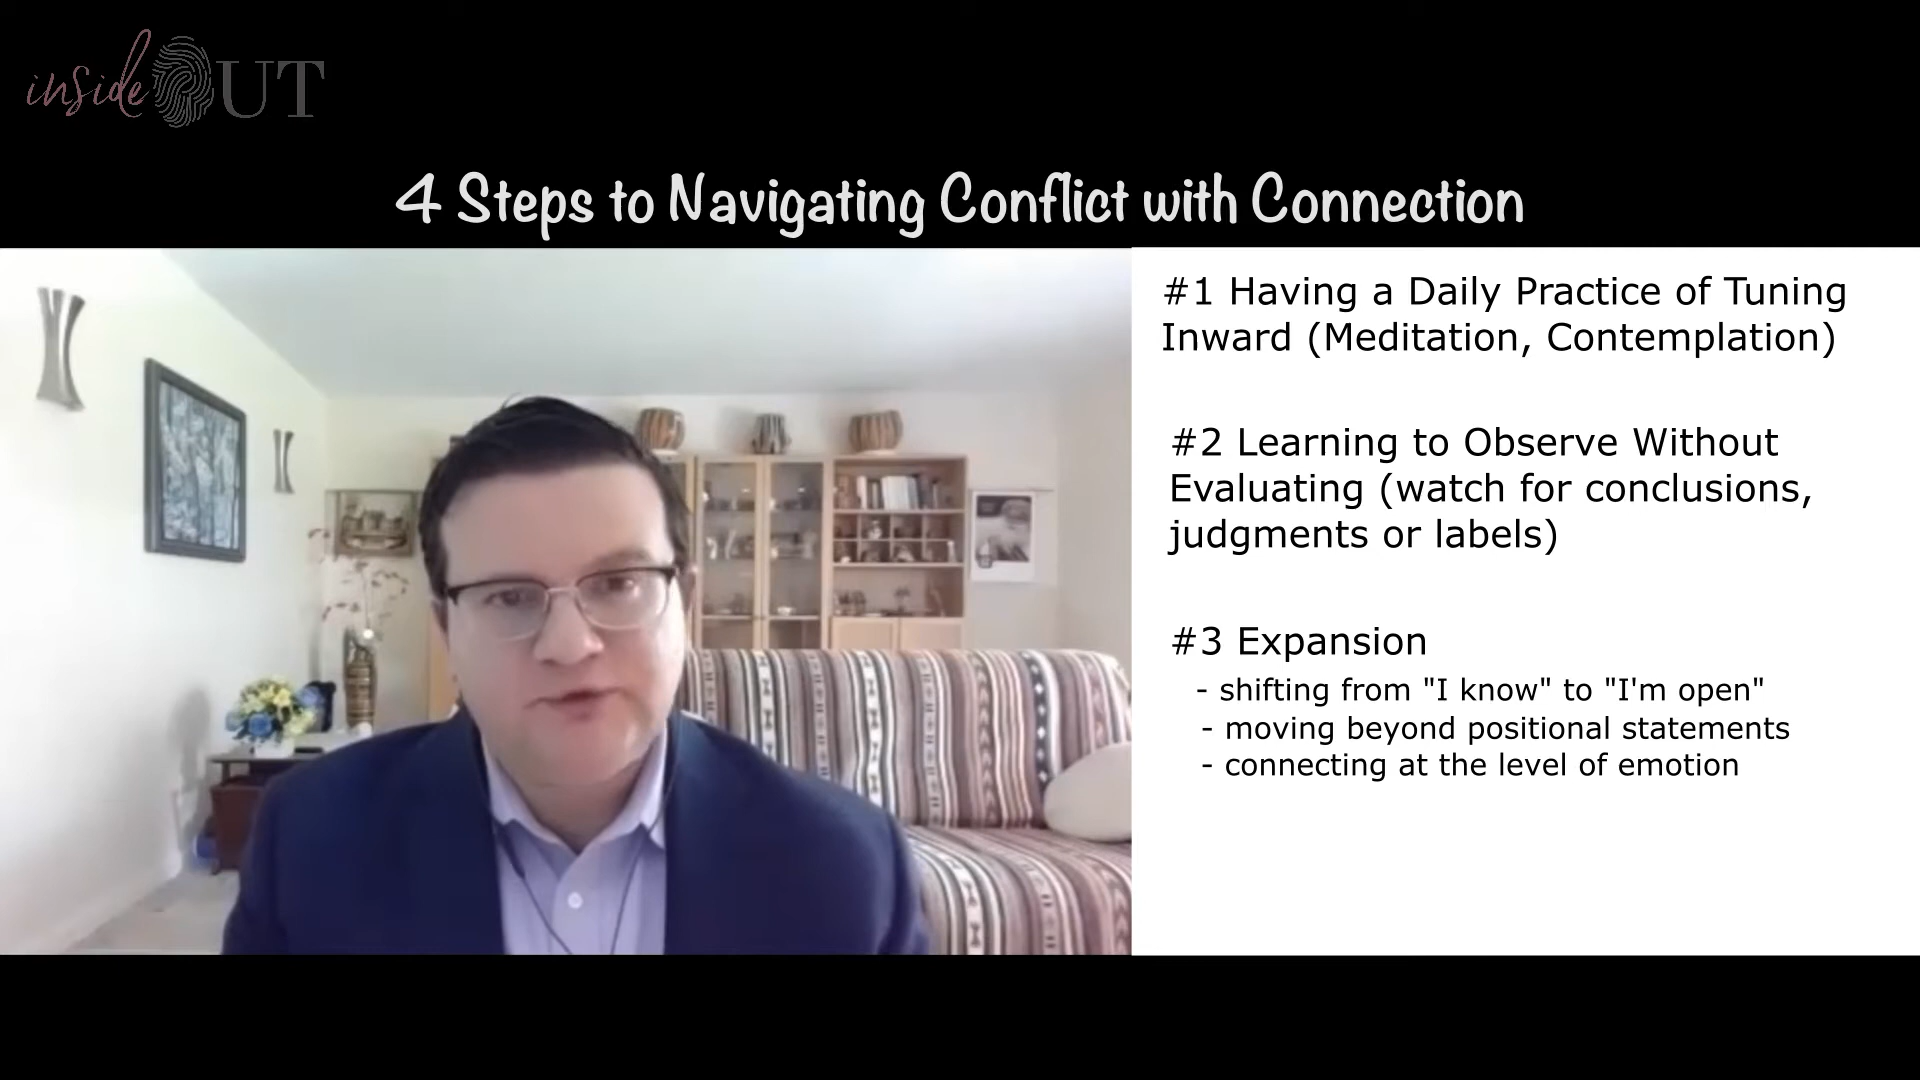 insideOUT
4 Steps to Navigating Conflict with Connection
#1 Having a Daily Practice of Tuning
Inward (Meditation, Contemplation)
#2 Learning to Observe Without
Evaluating (watch for conclusions,
judgments or labels)
#3 Expansion
- shifting from "I know" to "I'm open"
- moving beyond positional statements
- connecting at the level of emotion